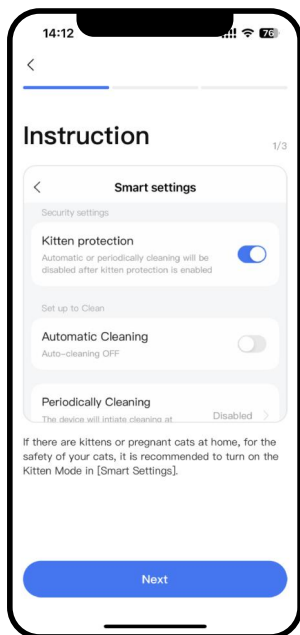 14:12
76
Instruction
1/3
Smart settings
Security settings
Kitten protection
Automatic or periodically cleaning will be
disabled after kitten protection is enabled
Set up to Clean
Automatic Cleaning
Auto-cleaning OFF
Periodically Cleaning
The device will intiate cleaning at
Disabled
If there are kittens or pregnant cats at home, for the
safety of your cats, it is recommended to turn on the
Kitten Mode in [Smart Settings].
Next